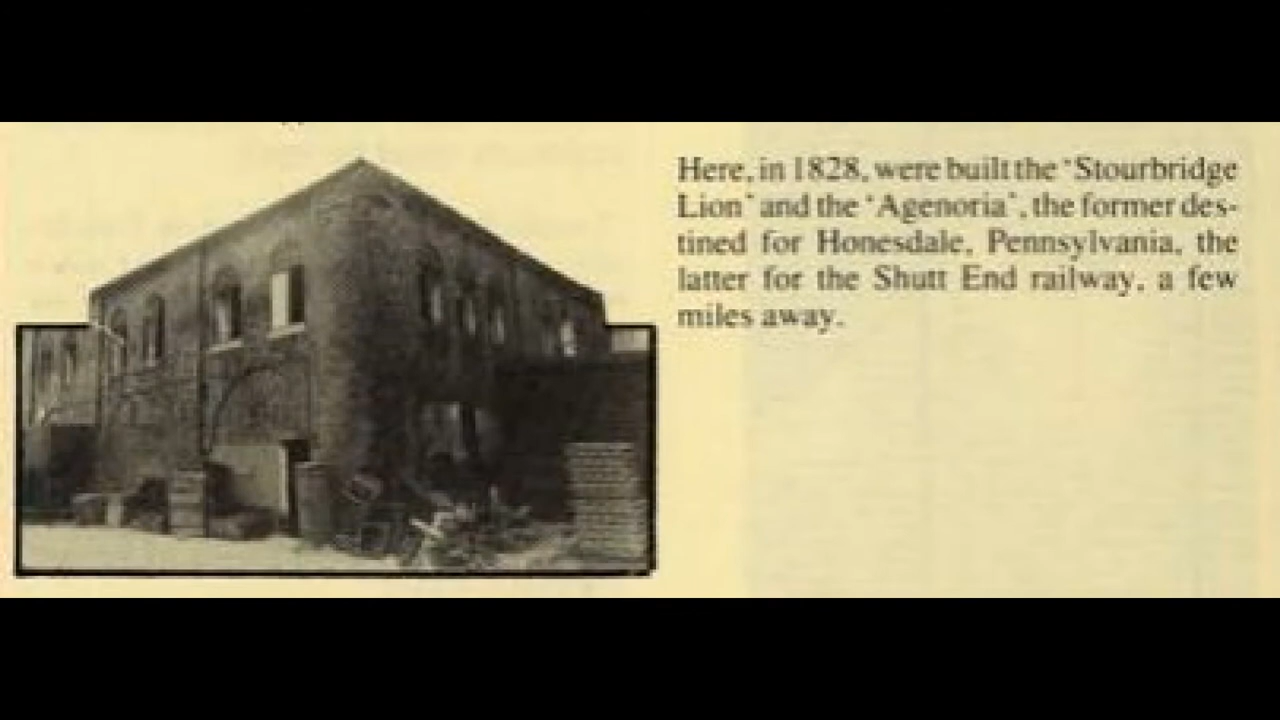 Here, in 1828, were built the 'Stourbridge
Lion' and the 'Agenoria', the former des-
tined for Honesdale, Pennsylvania, the
latter for the Shutt End railway, a few
miles away.